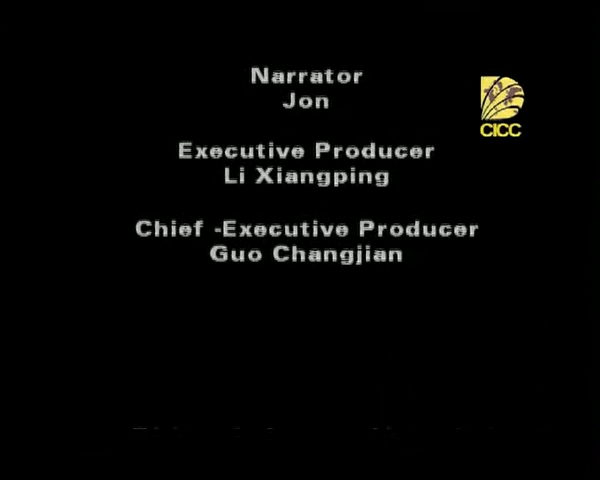 Narrator
Jon
CICC
Executive Producer
Li Xiangping
Chief -Executive Producer
Guo Changjian